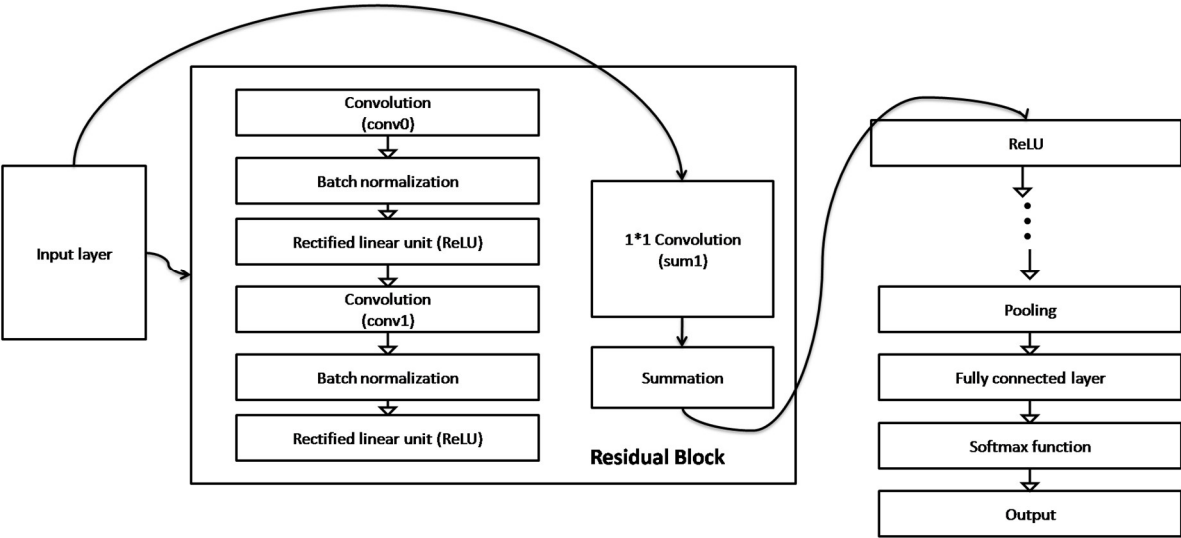 Input layer
Convolution
(conv0)
Batch normalization
Rectified linear unit (ReLU)
Convolution
(conv1)
Batch normalization
Rectified linear unit (ReLU)
1*1 Convolution
(sum1)
Summation
Residual Block
ReLU
Pooling
Fully connected layer
Softmax function
Output